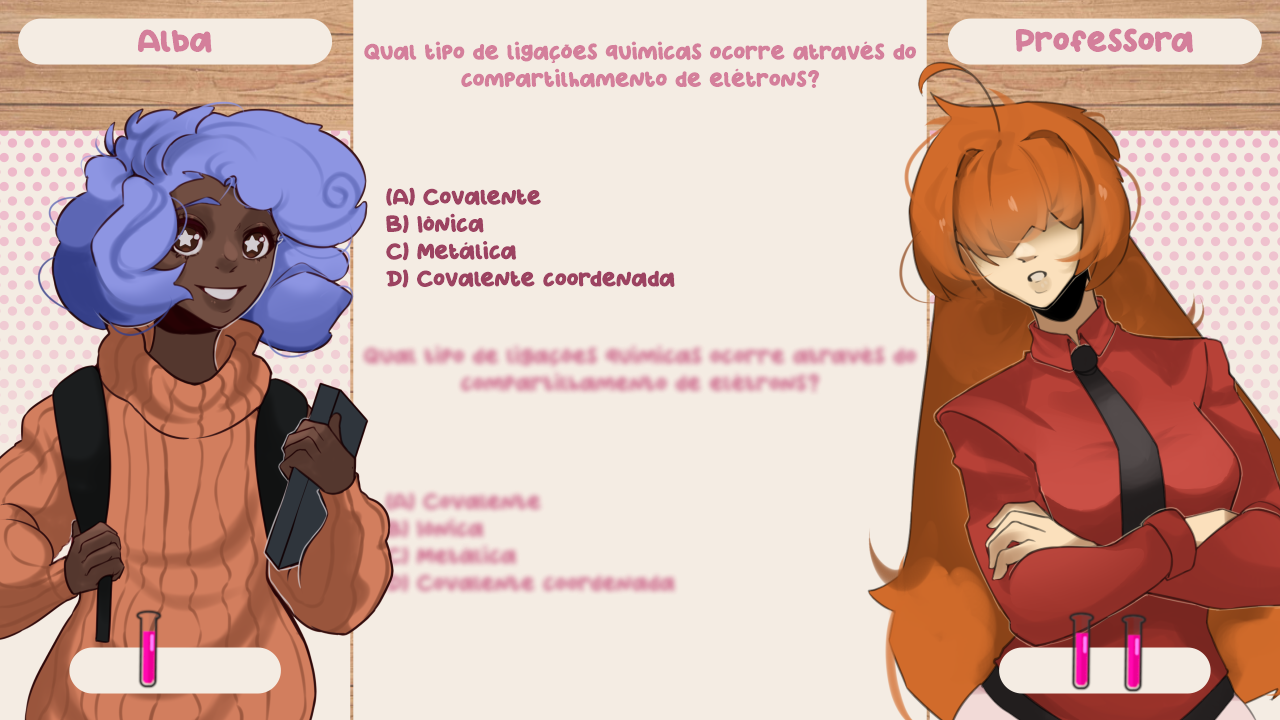 Alba
Professora
Qual tipo de ligações químicas ocorre através do
compartilhamento de elétrons?
(A) Covalente
B) Iônica
C) Metálica
D) Covalente coordenada
Qual tipo de ligações químicas ocorre através do
compartilhamento de elétrons?
(A) Covalente
B) Iônica
C) Metálica
D) Covalente coordenada